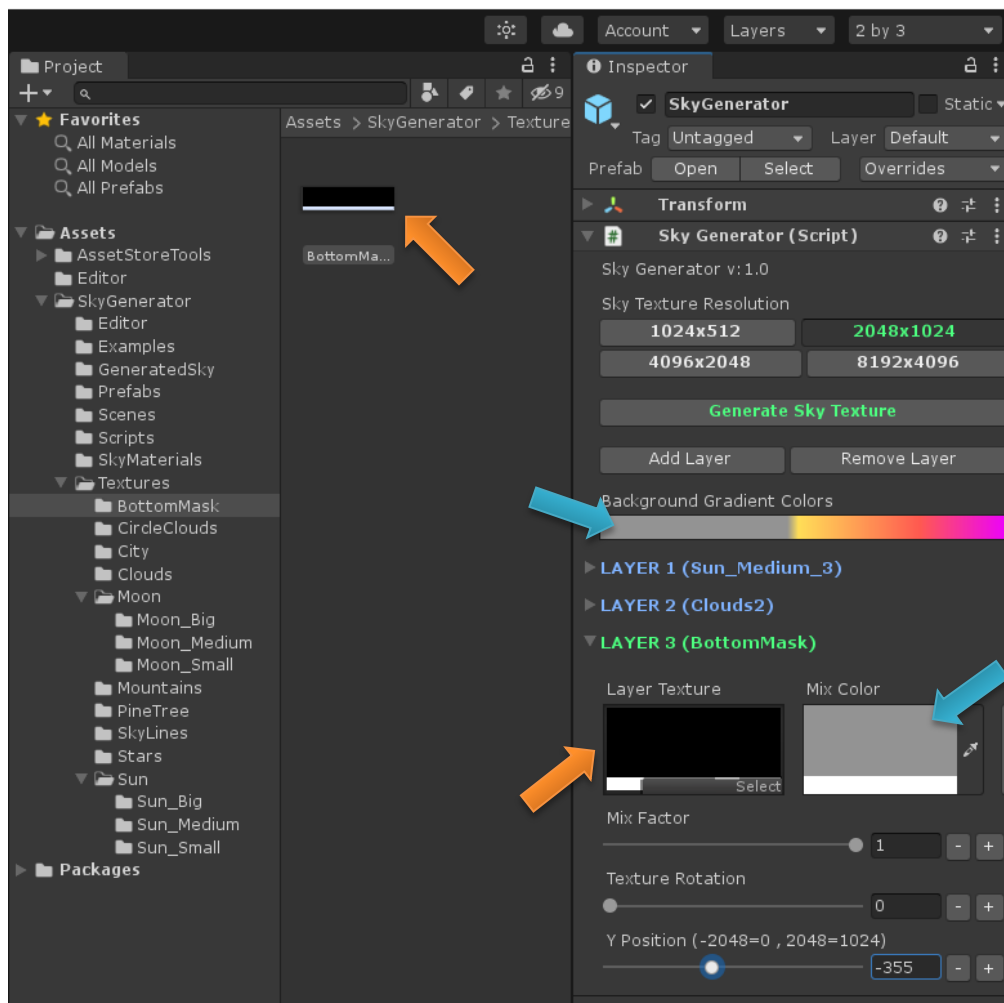 Account
Layers
2 by 3
Project
9
Favorites
All Materials
All Models
All Prefabs
Assets
AssetStoreTools
Editor
SkyGenerator
Editor
Examples
GeneratedSky
Prefabs
Scenes
Scripts
SkyMaterials
Textures
BottomMask
CircleClouds
City
Clouds
Moon
Moon_Big
Moon_Medium
Moon_Small
Mountains
PineTree
SkyLines
Stars
Sun
Sun_Big
Sun_Medium
Sun_Small
Packages
Assets > SkyGenerator > Texture
BottomMa...
Inspector
SkyGenerator
Static
Tag Untagged Layer Default
Prefab Open Select Overrides
Transform
# Sky Generator (Script)
Sky Generator v:1.0
Sky Texture Resolution
1024x512 2048x1024
4096x2048 8192x4096
Generate Sky Texture
Add Layer Remove Layer
Background Gradient Colors
LAYER 1 (Sun_Medium_3)
LAYER 2 (Clouds2)
LAYER 3 (BottomMask)
Layer Texture Mix Color
Select
Mix Factor
1 - +
Texture Rotation
0 - +
Y Position (-2048=0 , 2048=1024)
-355 - +